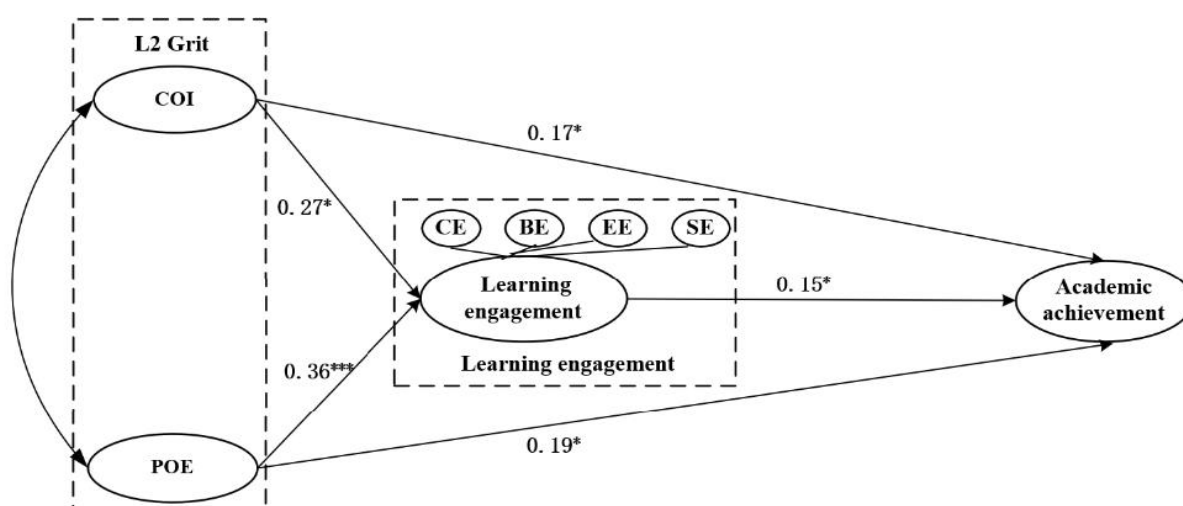 L2 Grit
COI
0.17*
0.27*
CE BE EE SE
Learning
engagement
0.15*
Academic
achievement
Learning engagement
0.36***
0.19*
POE